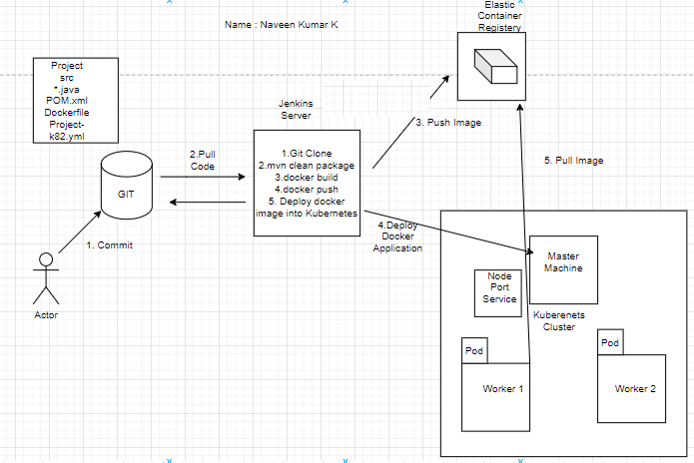 Name : Naveen Kumar K
Elastic
Container
Registery
Project
src
*.java
POM.xml
Dockerfile
Project-
k82.yml
Jenkins
Server
3. Push Image
2.Pull
Code
1.Git Clone
2.mvn clean package
3.docker build
4.docker push
5. Deploy docker
image into Kubernetes
5. Pull Image
GIT
1. Commit
4.Deploy
Docker
Application
Actor
Master
Machine
Node
Port
Service
Kuberenets
Cluster
Pod
Worker 1
Pod
Worker 2